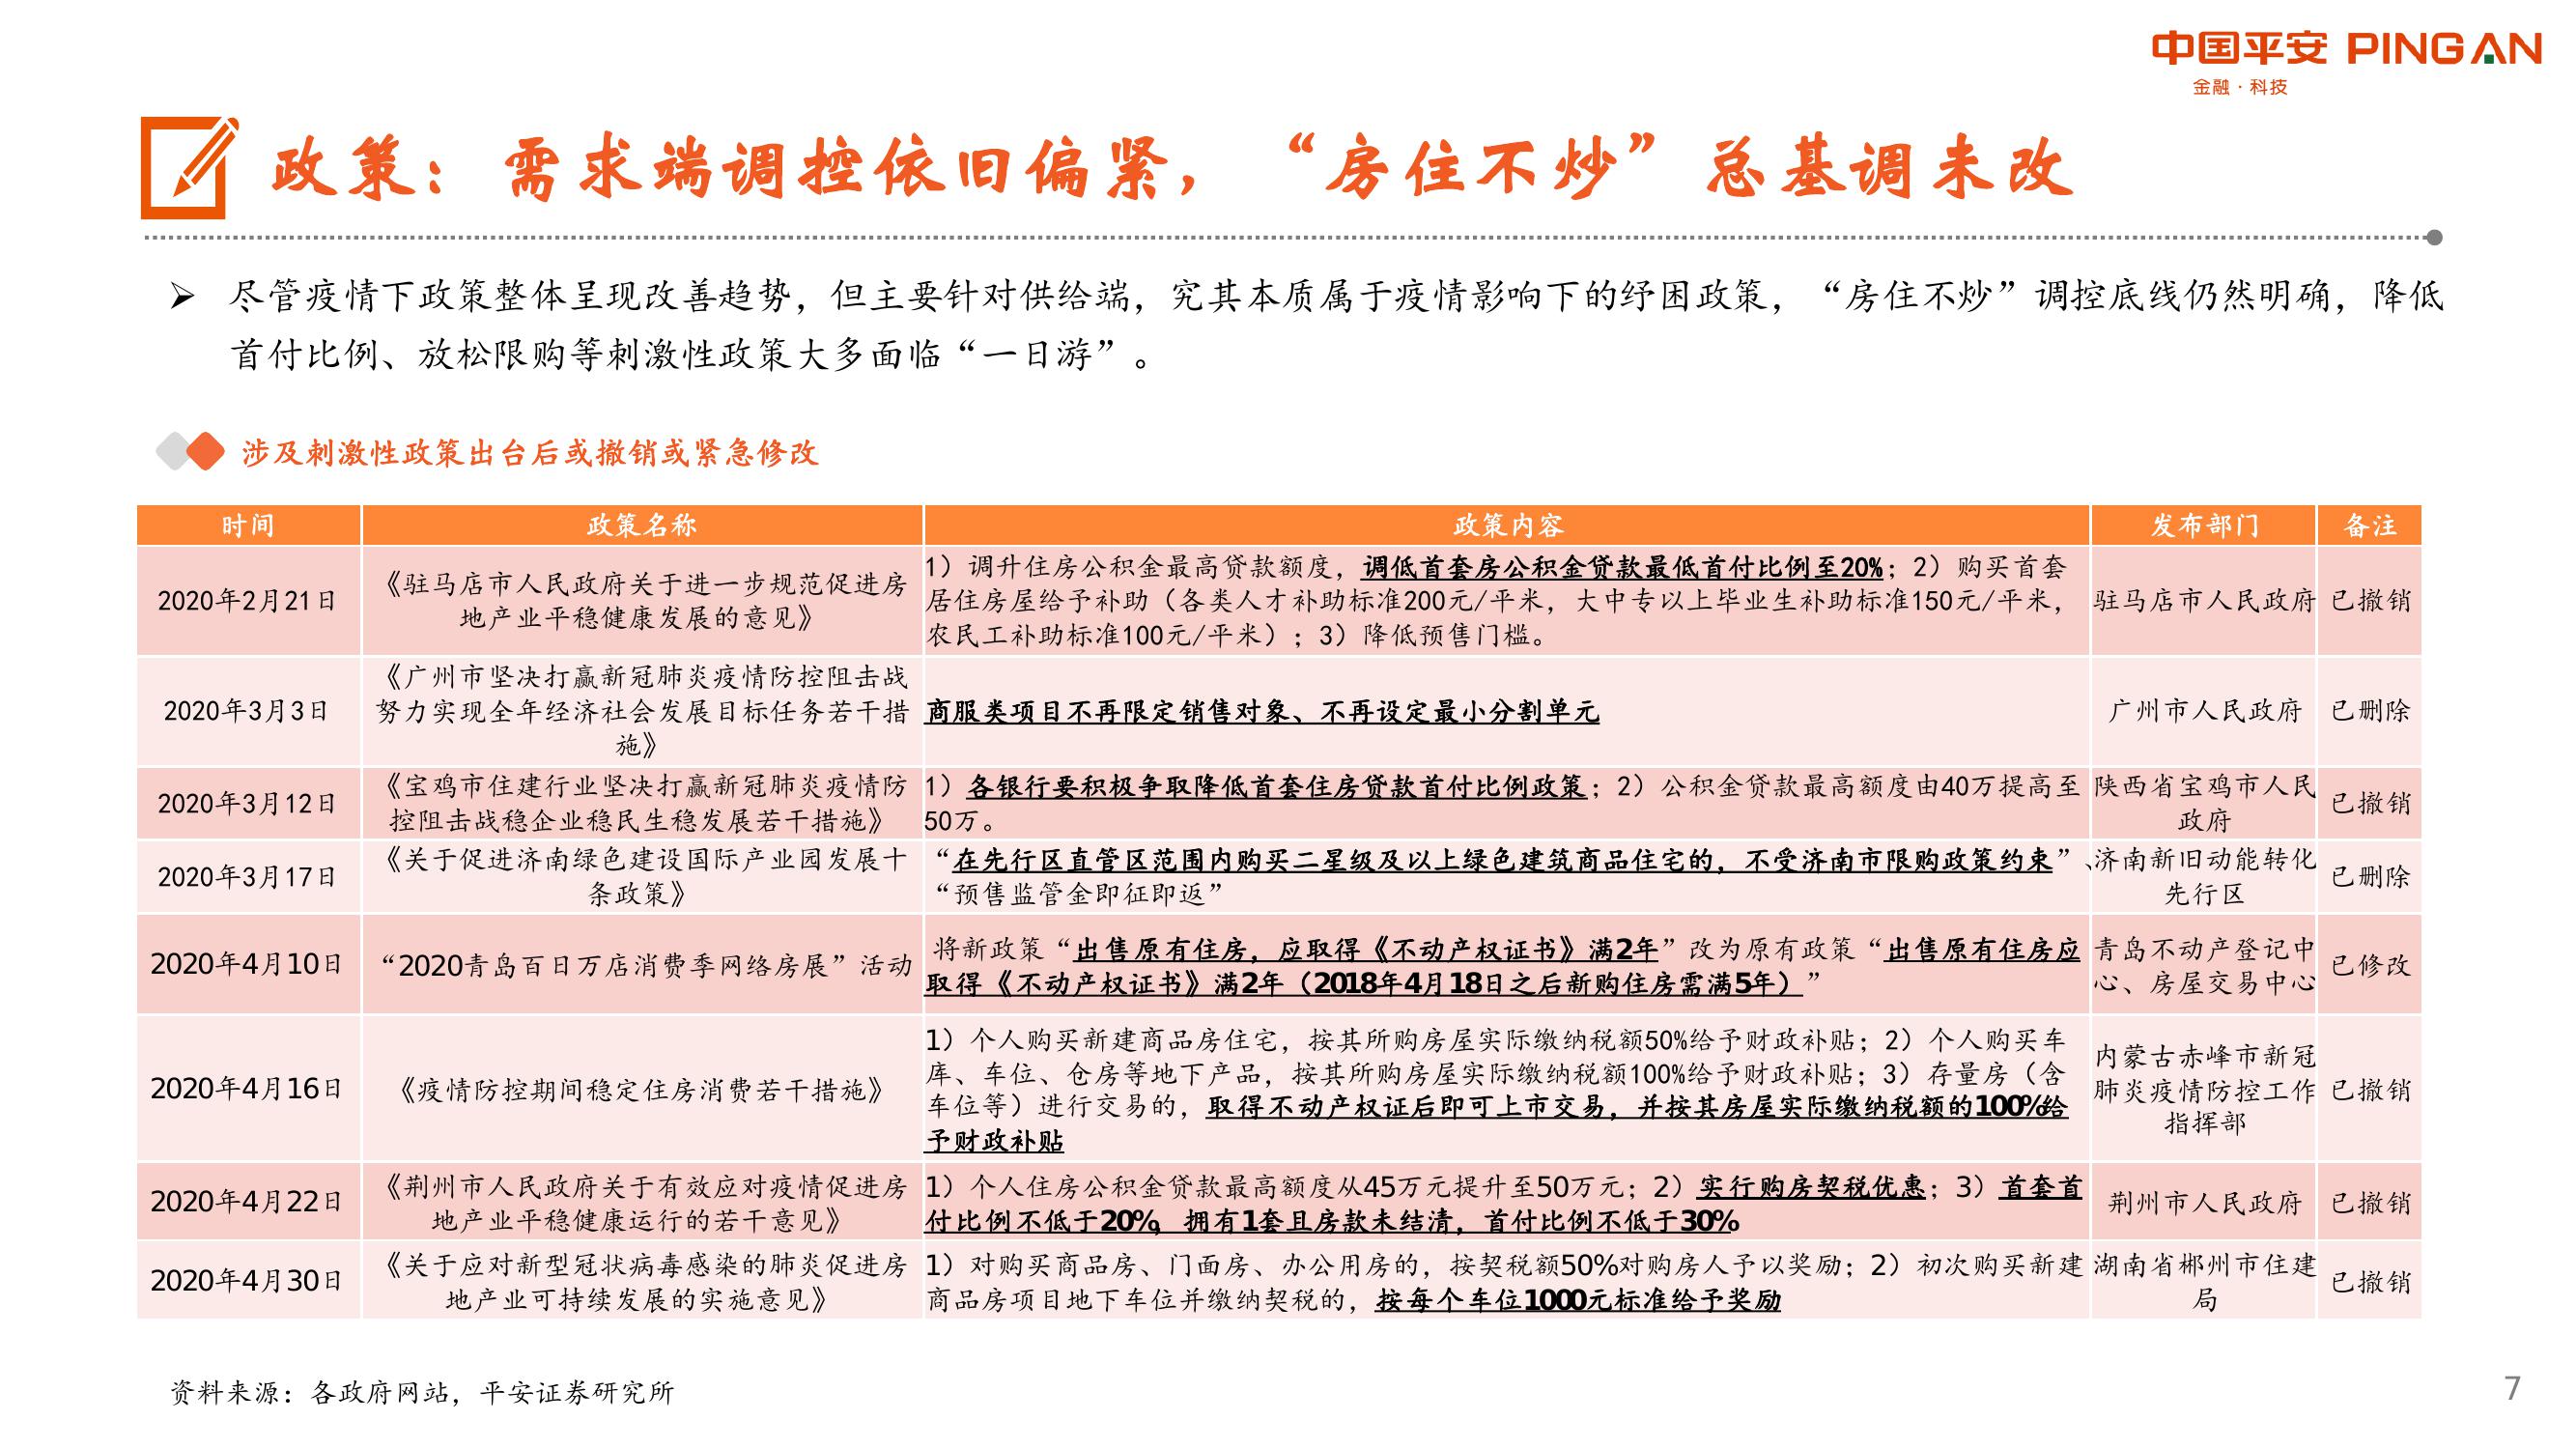 中国平安 PINGAN
金融·科技
政策：需求端调控依旧偏紧，“房住不炒”总基调未改
➢ 尽管疫情下政策整体呈现改善趋势，但主要针对供给端，究其本质属于疫情影响下的纾困政策，“房住不炒”调控底线仍然明确，降低
首付比例、放松限购等刺激性政策大多面临“一日游”。
涉及刺激性政策出台后或撤销或紧急修改
时间 政策名称 政策内容 发布部门 备注
2020年2月21日
《驻马店市人民政府关于进一步规范促进房
地产业平稳健康发展的意见》
1）调升住房公积金最高贷款额度，调低首套房公积金贷款最低首付比例至20%；2）购买首套
居住房屋给予补助（各类人才补助标准200元/平米，大中专以上毕业生补助标准150元/平米，
农民工补助标准100元/平米）；3）降低预售门槛。
驻马店市人民政府
已撤销
2020年3月3日
《广州市坚决打赢新冠肺炎疫情防控阻击战
努力实现全年经济社会发展目标任务若干措
施》
商服类项目不再限定销售对象、不再设定最小分割单元
广州市人民政府
已删除
2020年3月12日
《宝鸡市住建行业坚决打赢新冠肺炎疫情防
控阻击战稳企业稳民生稳发展若干措施》
1）各银行要积极争取降低首套住房贷款首付比例政策；2）公积金贷款最高额度由40万提高至
50万。
陕西省宝鸡市人民
政府
已撤销
2020年3月17日
《关于促进济南绿色建设国际产业园发展十
条政策》
“在先行区直管区范围内购买二星级及以上绿色建筑商品住宅的，不受济南市限购政策约束”、
“预售监管金即征即返”
济南新旧动能转化
先行区
已删除
2020年4月10日
“2020青岛百日万店消费季网络房展”活动
将新政策“出售原有住房，应取得《不动产权证书》满2年”改为原有政策“出售原有住房应
取得《不动产权证书》满2年（2018年4月18日之后新购住房需满5年）”
青岛不动产登记中
心、房屋交易中心
已修改
2020年4月16日
《疫情防控期间稳定住房消费若干措施》
1）个人购买新建商品房住宅，按其所购房屋实际缴纳税额50%给予财政补贴；2）个人购买车
库、车位、仓房等地下产品，按其所购房屋实际缴纳税额100%给予财政补贴；3）存量房（含
车位等）进行交易的，取得不动产权证后即可上市交易，并按其房屋实际缴纳税额的100%给
予财政补贴
内蒙古赤峰市新冠
肺炎疫情防控工作
指挥部
已撤销
2020年4月22日
《荆州市人民政府关于有效应对疫情促进房
地产业平稳健康运行的若干意见》
1）个人住房公积金贷款最高额度从45万元提升至50万元；2）实行购房契税优惠；3）首套首
付比例不低于20%，拥有1套且房款未结清，首付比例不低于30%
荆州市人民政府
已撤销
2020年4月30日
《关于应对新型冠状病毒感染的肺炎促进房
地产业可持续发展的实施意见》
1）对购买商品房、门面房、办公用房的，按契税额50%对购房人予以奖励；2）初次购买新建
商品房项目地下车位并缴纳契税的，按每个车位1000元标准给予奖励
湖南省郴州市住建
局
已撤销
资料来源：各政府网站，平安证券研究所
7